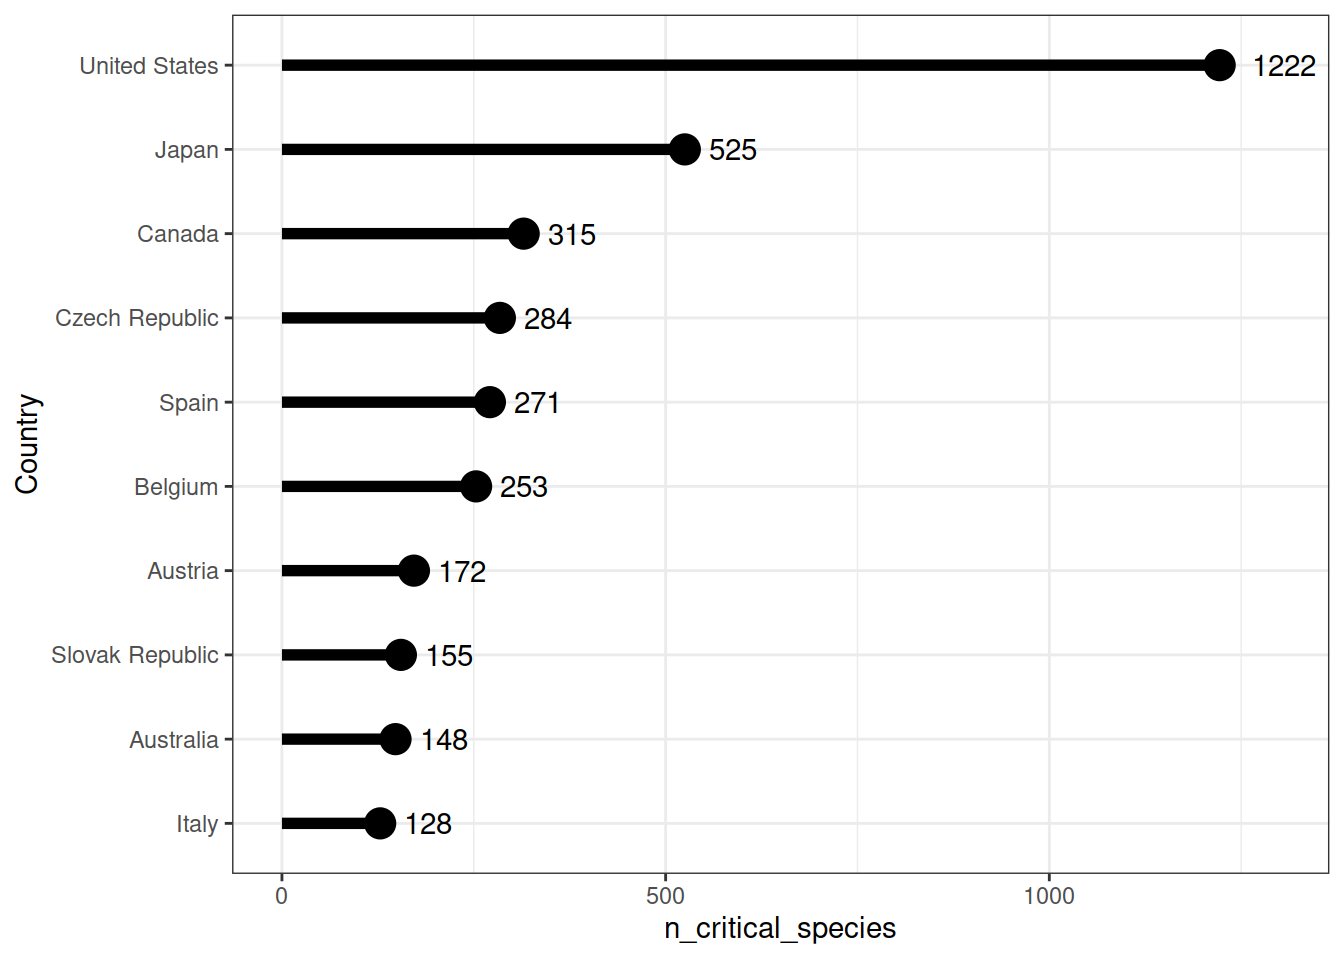 United States 1222
Japan 525
Canada 315
Czech Republic 284
Spain 271
Belgium 253
Austria 172
Slovak Republic 155
Australia 148
Italy 128
Country
0 500 1000
n_critical_species